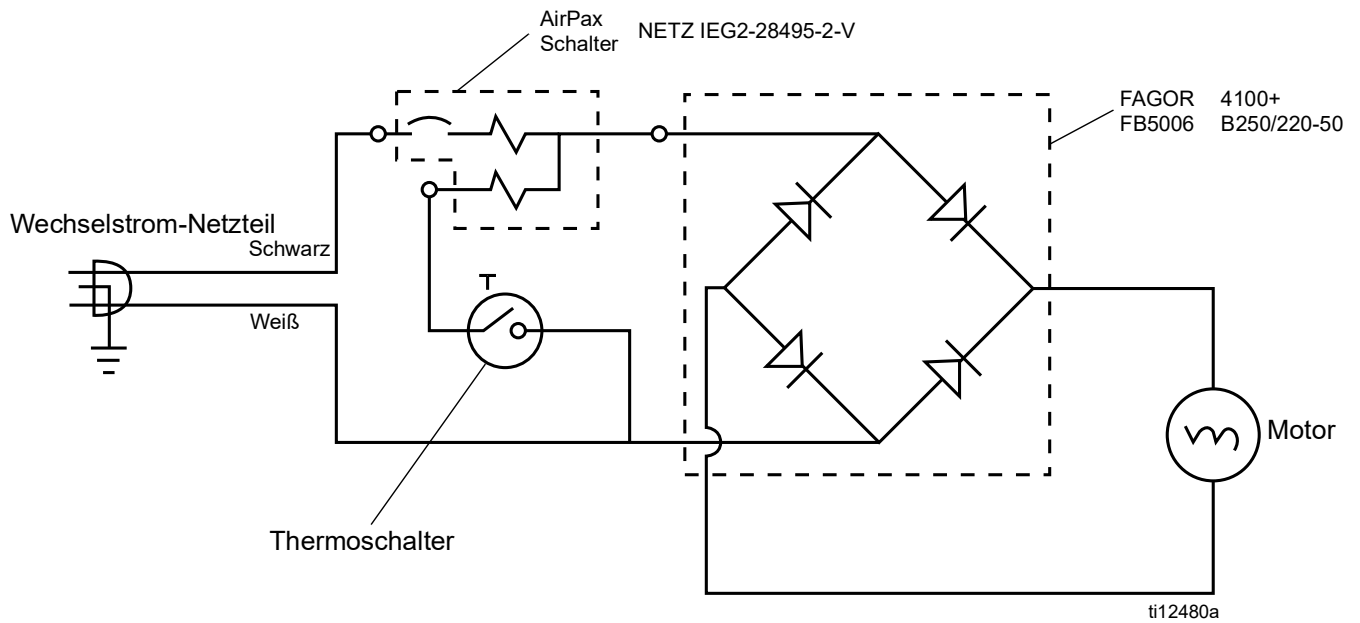 AirPax
Schalter
NETZ IEG2-28495-2-V
FAGOR 4100+
FB5006 B250/220-50
Wechselstrom-Netzteil
Schwarz
Weiß
T
Motor
Thermoschalter
ti12480a